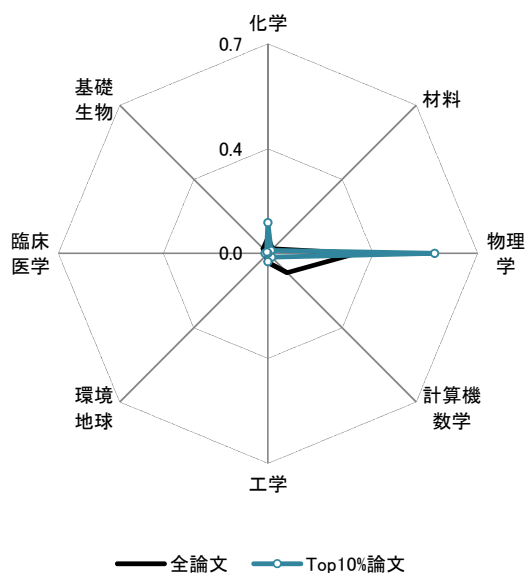 化学
0.7
基礎
生物
材料
0.4
臨床
医学
0.0
物理
学
環境
地球
計算機
数学
工学
全論文
Top10%論文